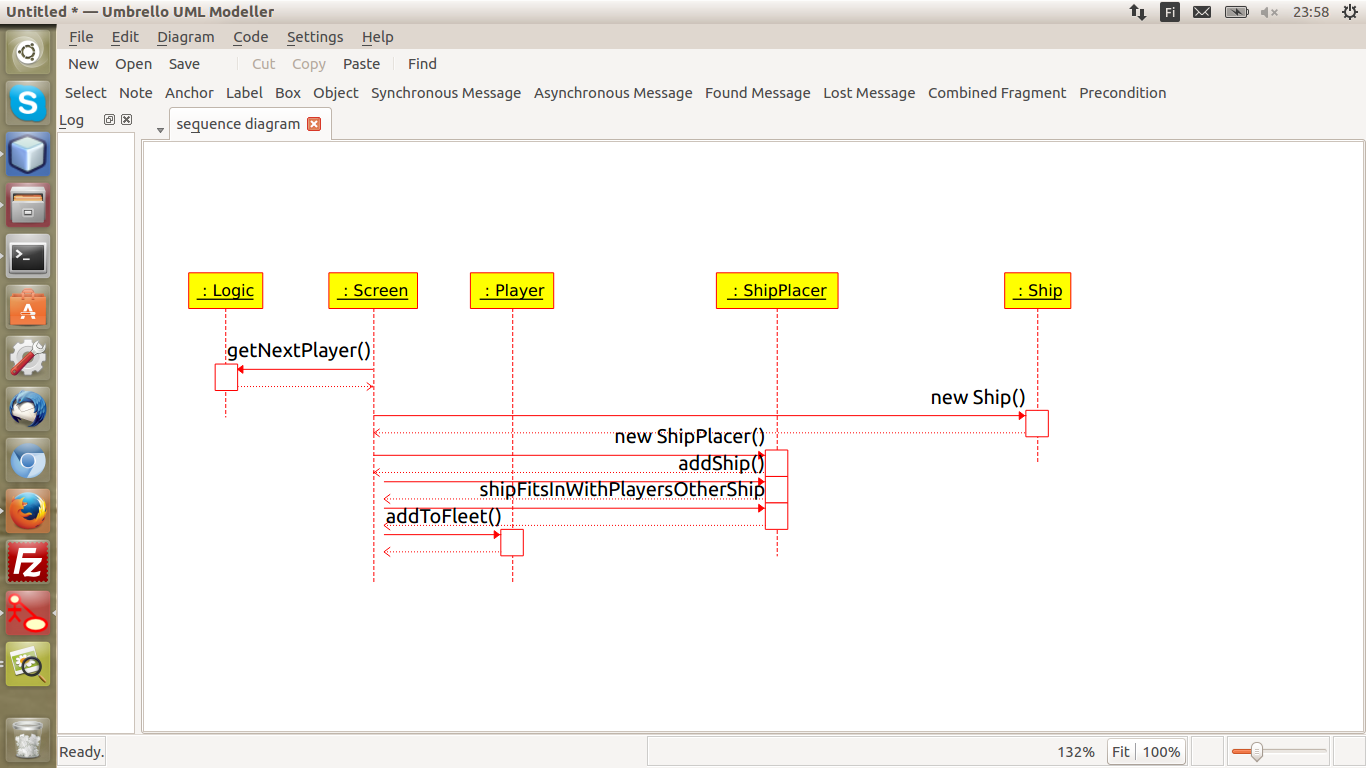 Untitled * — Umbrello UML Modeller
Fi
23:58
File Edit Diagram Code Settings Help
New Open Save Cut Copy Paste Find
Select Note Anchor Label Box Object Synchronous Message Asynchronous Message Found Message Lost Message Combined Fragment Precondition
Log
sequence diagram
: Logic
: Screen
: Player
: ShipPlacer
: Ship
getNextPlayer()
new Ship()
new ShipPlacer()
addShip()
shipFitsInWithPlayersOtherShip
addToFleet()
Ready.
132%
Fit
100%